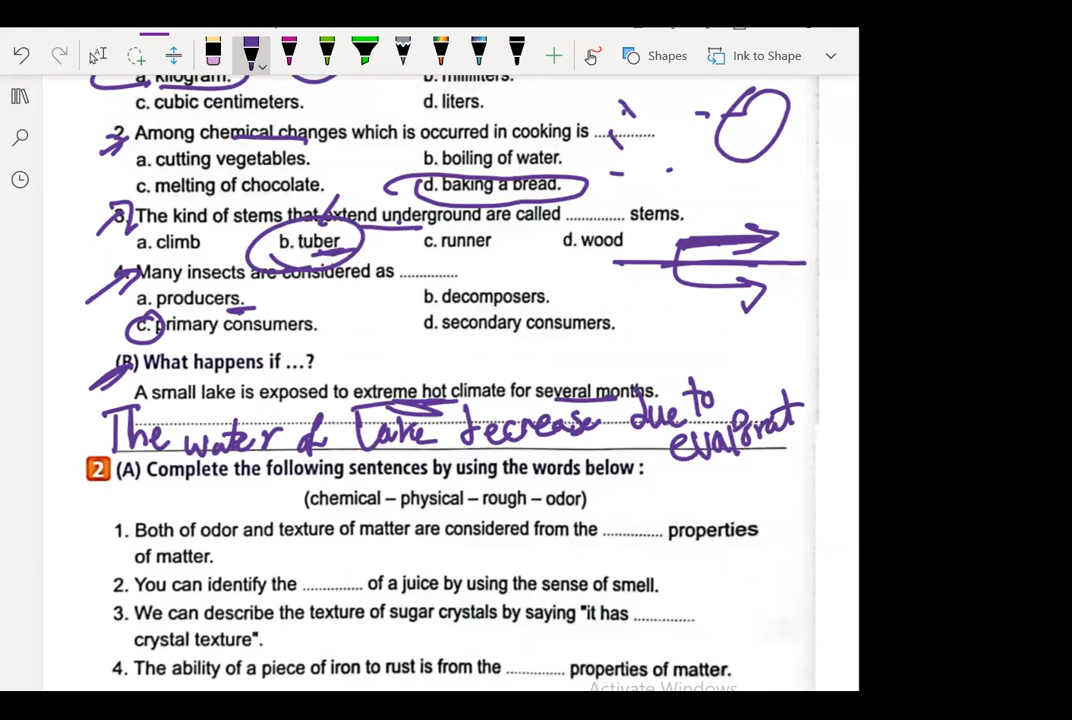 Shapes Ink to Shape
a. kilogram. b. milliliters.
c. cubic centimeters. d. liters.
2. Among chemical changes which is occurred in cooking is ..............
a. cutting vegetables. b. boiling of water.
c. melting of chocolate. d. baking a bread.
3. The kind of stems that extend underground are called .............. stems.
a. climb b. tuber c. runner d. wood
4. Many insects are considered as ..............
a. producers. b. decomposers.
c. primary consumers. d. secondary consumers.
(B) What happens if ...?
A small lake is exposed to extreme hot climate for several months.
The water of Lake decrease due to
evaporat
2 (A) Complete the following sentences by using the words below :
(chemical – physical – rough – odor)
1. Both of odor and texture of matter are considered from the .............. properties
of matter.
2. You can identify the .............. of a juice by using the sense of smell.
3. We can describe the texture of sugar crystals by saying "it has ..............
crystal texture".
4. The ability of a piece of iron to rust is from the .............. properties of matter.
Activate Windows